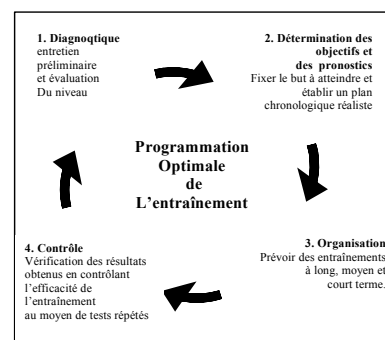 1. Diagnoqtique
entretien
préliminaire
et évaluation
Du niveau
2. Détermination des
objectifs et
des pronostics
Fixer le but à atteindre et
établir un plan
chronologique réaliste
Programmation
Optimale
de
L'entraînement
4. Contrôle
Vérification des résultats
obtenus en contrôlant
l'efficacité de
l'entraînement
au moyen de tests répétés
3. Organisation
Prévoir des entraînements
à long, moyen et
court terme.